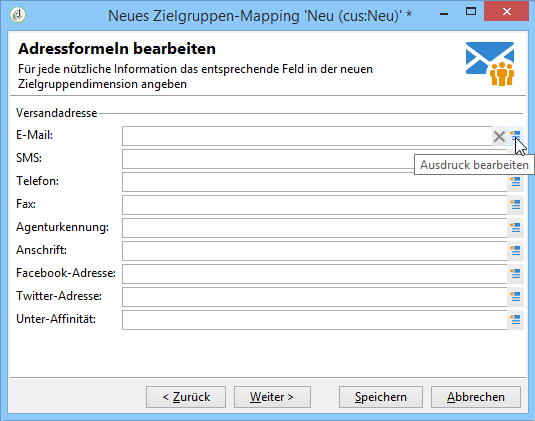 Neues Zielgruppen-Mapping 'Neu (cus:Neu)' *
Adressformeln bearbeiten
Für jede nützliche Information das entsprechende Feld in der neuen
Zielgruppendimension angeben
Versandadresse
E-Mail:
SMS:
Ausdruck bearbeiten
Telefon:
Fax:
Agenturkennung:
Anschrift:
Facebook-Adresse:
Twitter-Adresse:
Unter-Affinität:
< Zurück Weiter > Speichern Abbrechen